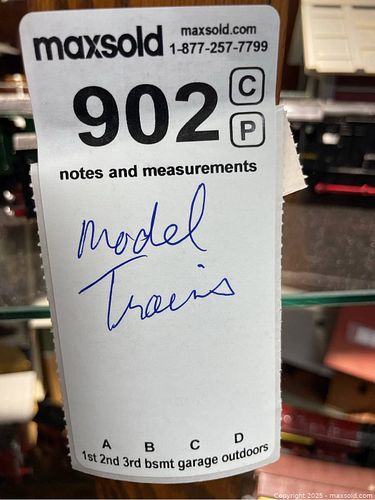 maxsold maxsold.com
1-877-257-7799
902 C
P
notes and measurements
Model
Trains
A B C D
1st 2nd 3rd bsmt garage outdoors
Copyright 2025 - maxsold.com